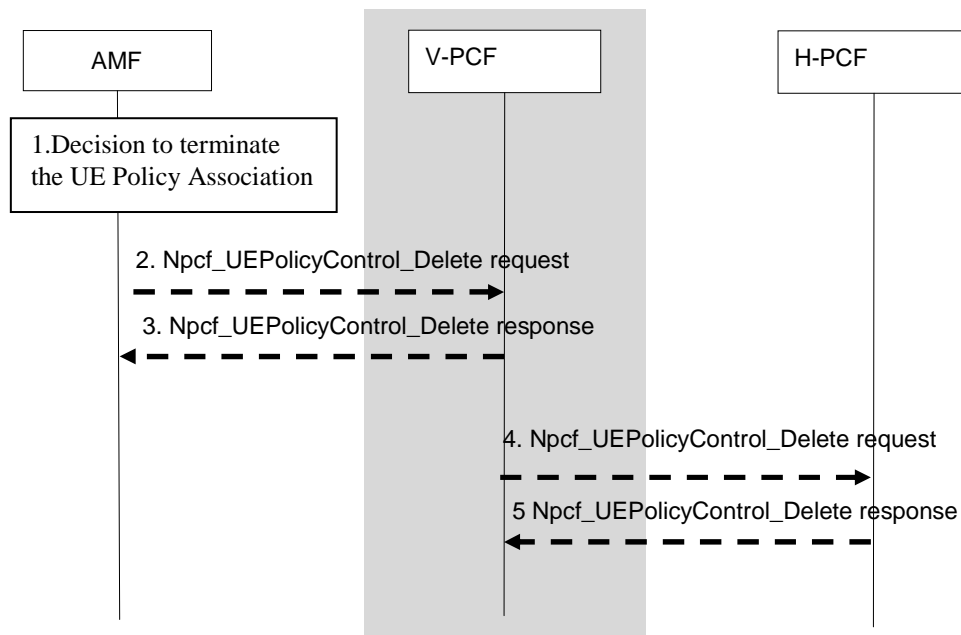 AMF
V-PCF
H-PCF
1.Decision to terminate
the UE Policy Association
2. Npcf_UEPolicyControl_Delete request
3. Npcf_UEPolicyControl_Delete response
4. Npcf_UEPolicyControl_Delete request
5 Npcf_UEPolicyControl_Delete response